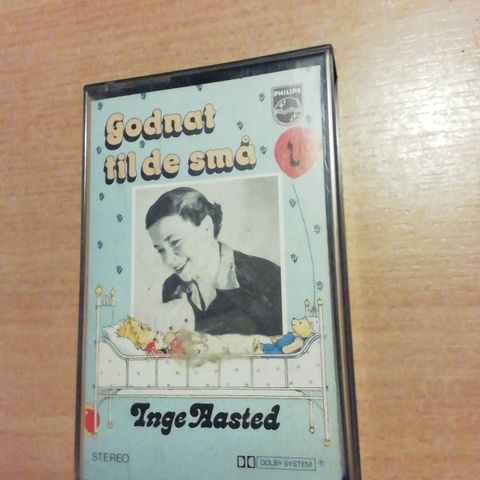 PHILIPS
Godnat
til de små
1
Inge Aasted
STEREO
DOLBY SYSTEM ®